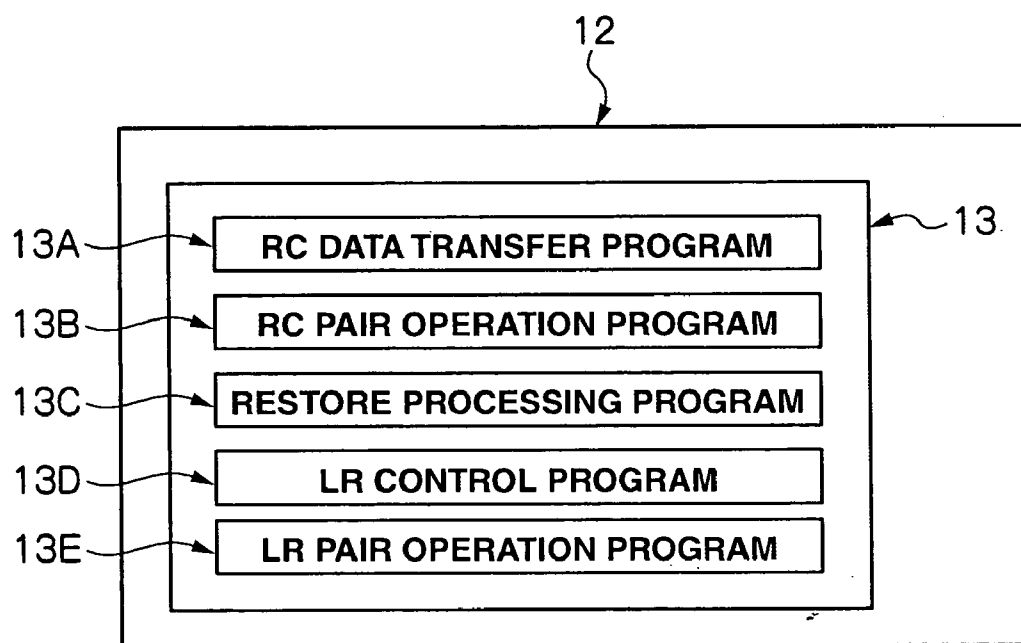 12
13
13A RC DATA TRANSFER PROGRAM
13B RC PAIR OPERATION PROGRAM
13C RESTORE PROCESSING PROGRAM
13D LR CONTROL PROGRAM
13E LR PAIR OPERATION PROGRAM